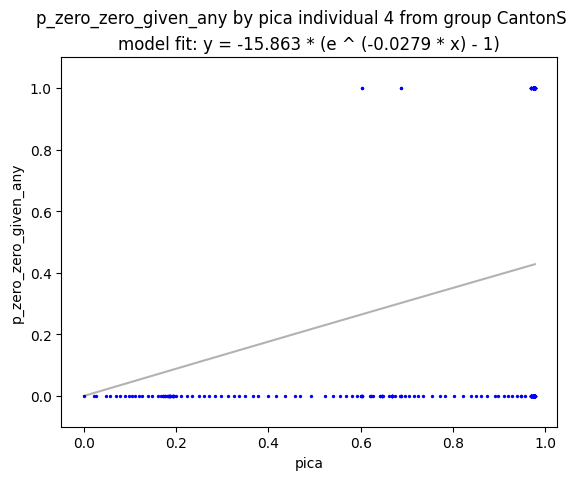 p_zero_zero_given_any by pica individual 4 from group CantonS
model fit: y = -15.863 * (e ^ (-0.0279 * x) - 1)
1.0
0.8
0.6
0.4
0.2
0.0
p_zero_zero_given_any
0.0 0.2 0.4 0.6 0.8 1.0
pica